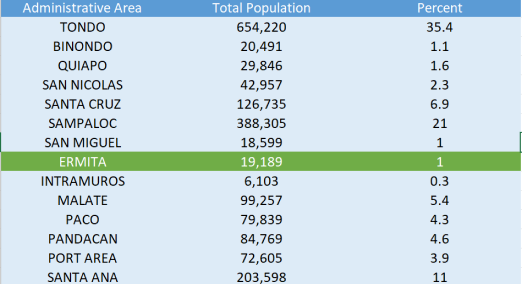 Administrative Area Total Population Percent
TONDO 654,220 35.4
BINONDO 20,491 1.1
QUIAPO 29,846 1.6
SAN NICOLAS 42,957 2.3
SANTA CRUZ 126,735 6.9
SAMPALOC 388,305 21
SAN MIGUEL 18,599 1
ERMITA 19,189 1
INTRAMUROS 6,103 0.3
MALATE 99,257 5.4
PACO 79,839 4.3
PANDACAN 84,769 4.6
PORT AREA 72,605 3.9
SANTA ANA 203,598 11